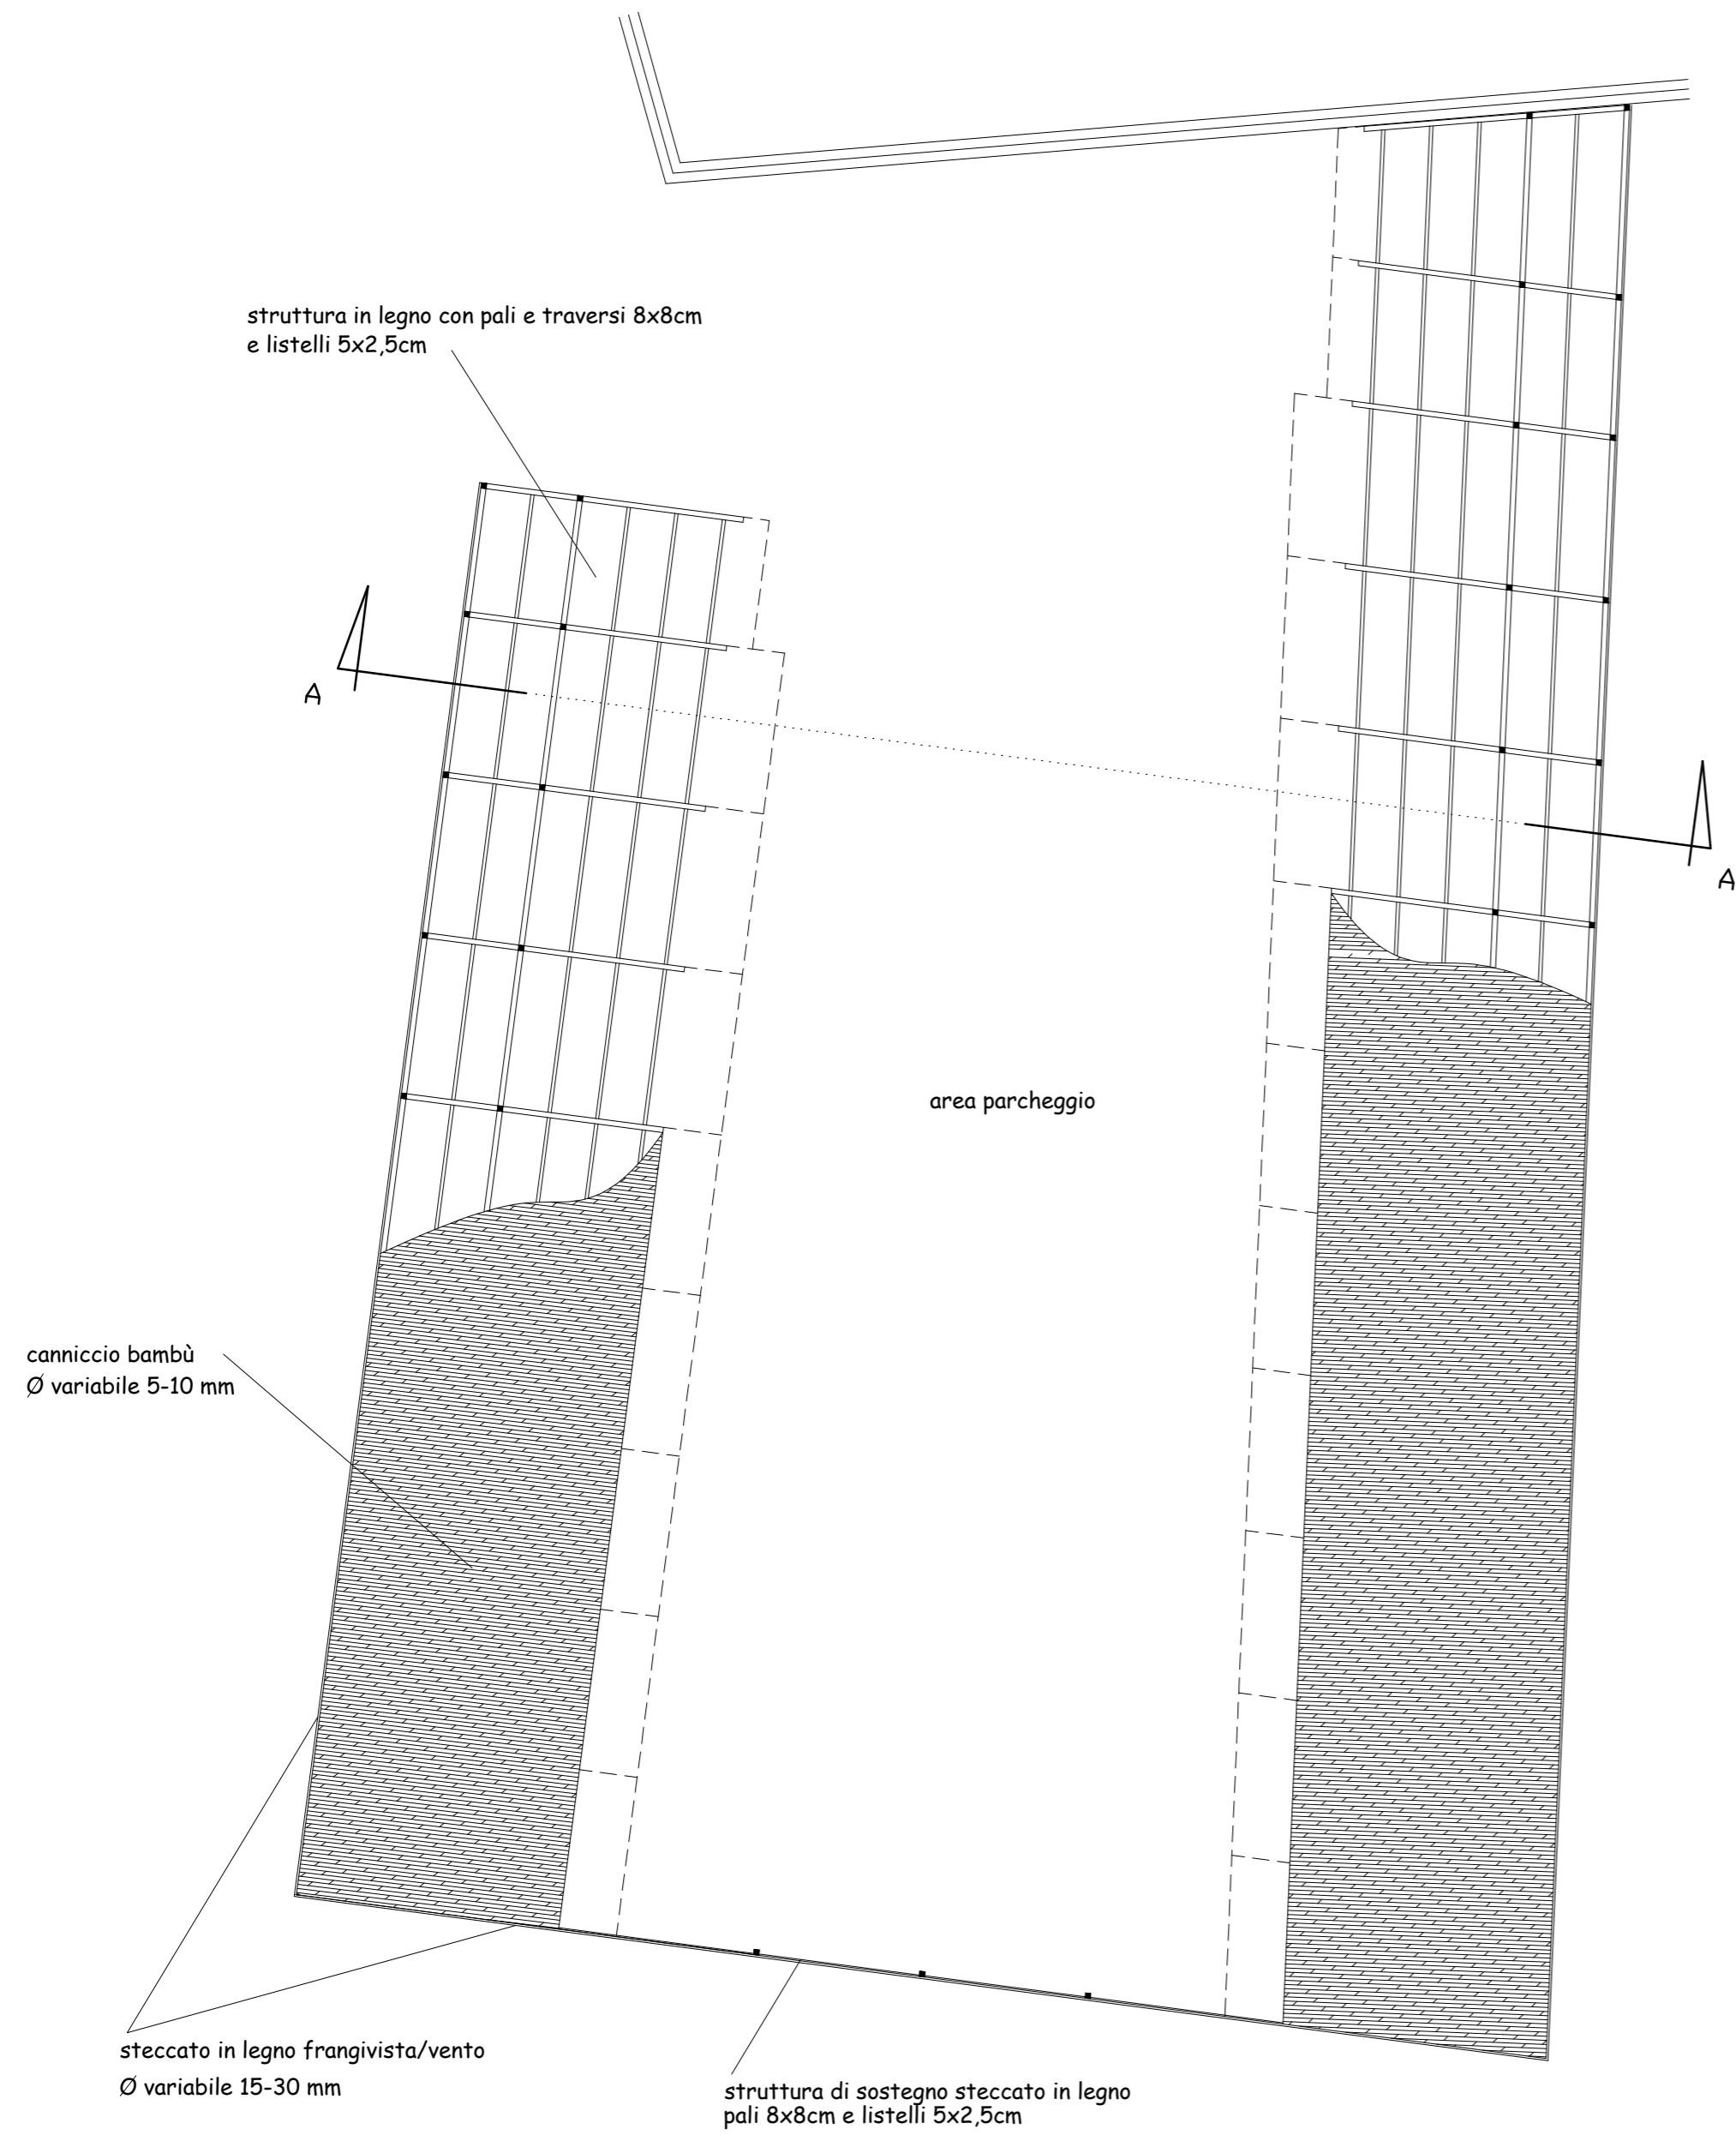 struttura in legno con pali e traversi 8x8cm
e listelli 5x2,5cm
A
A
area parcheggio
canniccio bambù
Ø variabile 5-10 mm
steccato in legno frangivista/vento
Ø variabile 15-30 mm
struttura di sostegno steccato in legno
pali 8x8cm e listelli 5x2,5cm